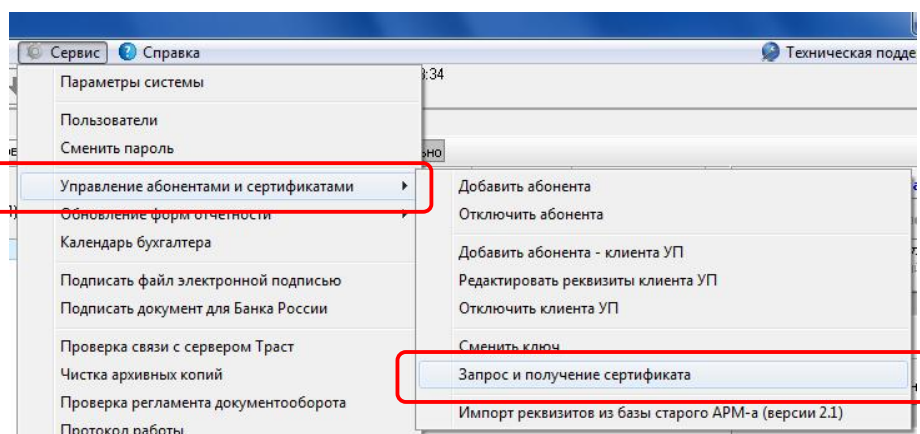 Сервис Справка Техническая подде
Параметры системы
3:34
Пользователи
Сменить пароль
ьно
Управление абонентами и сертификатами
Обновление форм отчетности
Календарь бухгалтера
Подписать файл электронной подписью
Подписать документ для Банка России
Проверка связи с сервером Траст
Чистка архивных копий
Проверка регламента документооборота
Протокол работы
Добавить абонента
Отключить абонента
Добавить абонента - клиента УП
Редактировать реквизиты клиента УП
Отключить клиента УП
Сменить ключ
Запрос и получение сертификата
Импорт реквизитов из базы старого АРМ-а (версии 2.1)